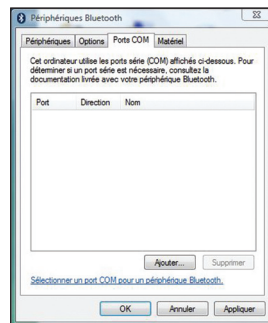 Périphériques Bluetooth
Périphériques Options Ports COM Matériel
Cet ordinateur utilise les ports série (COM) affichés ci-dessous. Pour
déterminer si un port série est nécessaire, consultez la
documentation livrée avec votre périphérique Bluetooth.
Port Direction Nom
Ajouter... Supprimer
Sélectionner un port COM pour un périphérique Bluetooth.
OK Annuler Appliquer